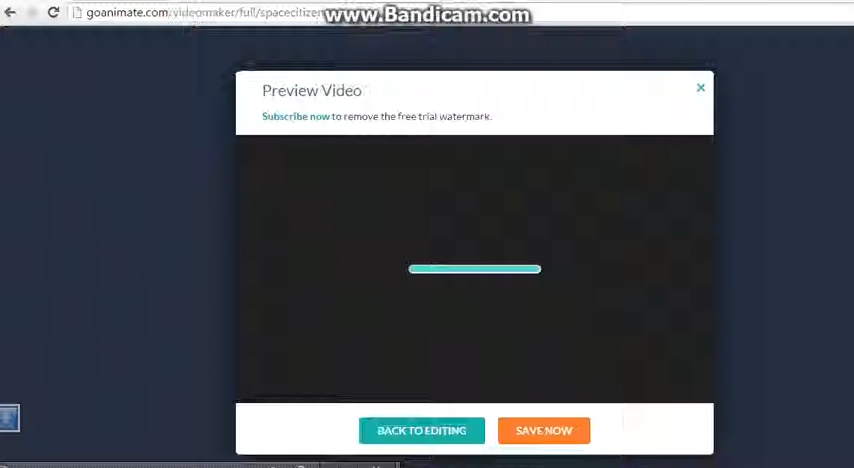 goanimate.com/videomaker/full/spacecitizen
www.Bandicam.com
Preview Video
Subscribe now to remove the free trial watermark.
BACK TO EDITING
SAVE NOW